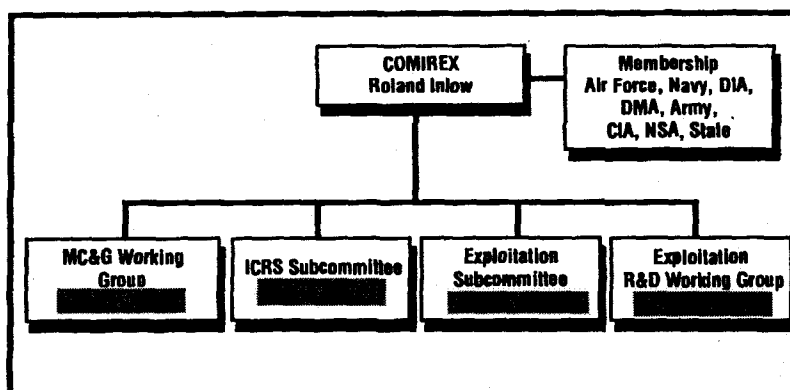 COMIREX
Roland Inlow
Membership
Air Force, Navy, DIA,
DMA, Army,
CIA, NSA, State
MC&G Working
Group
ICRS Subcommittee
Exploitation
Subcommittee
Exploitation
R&D Working Group